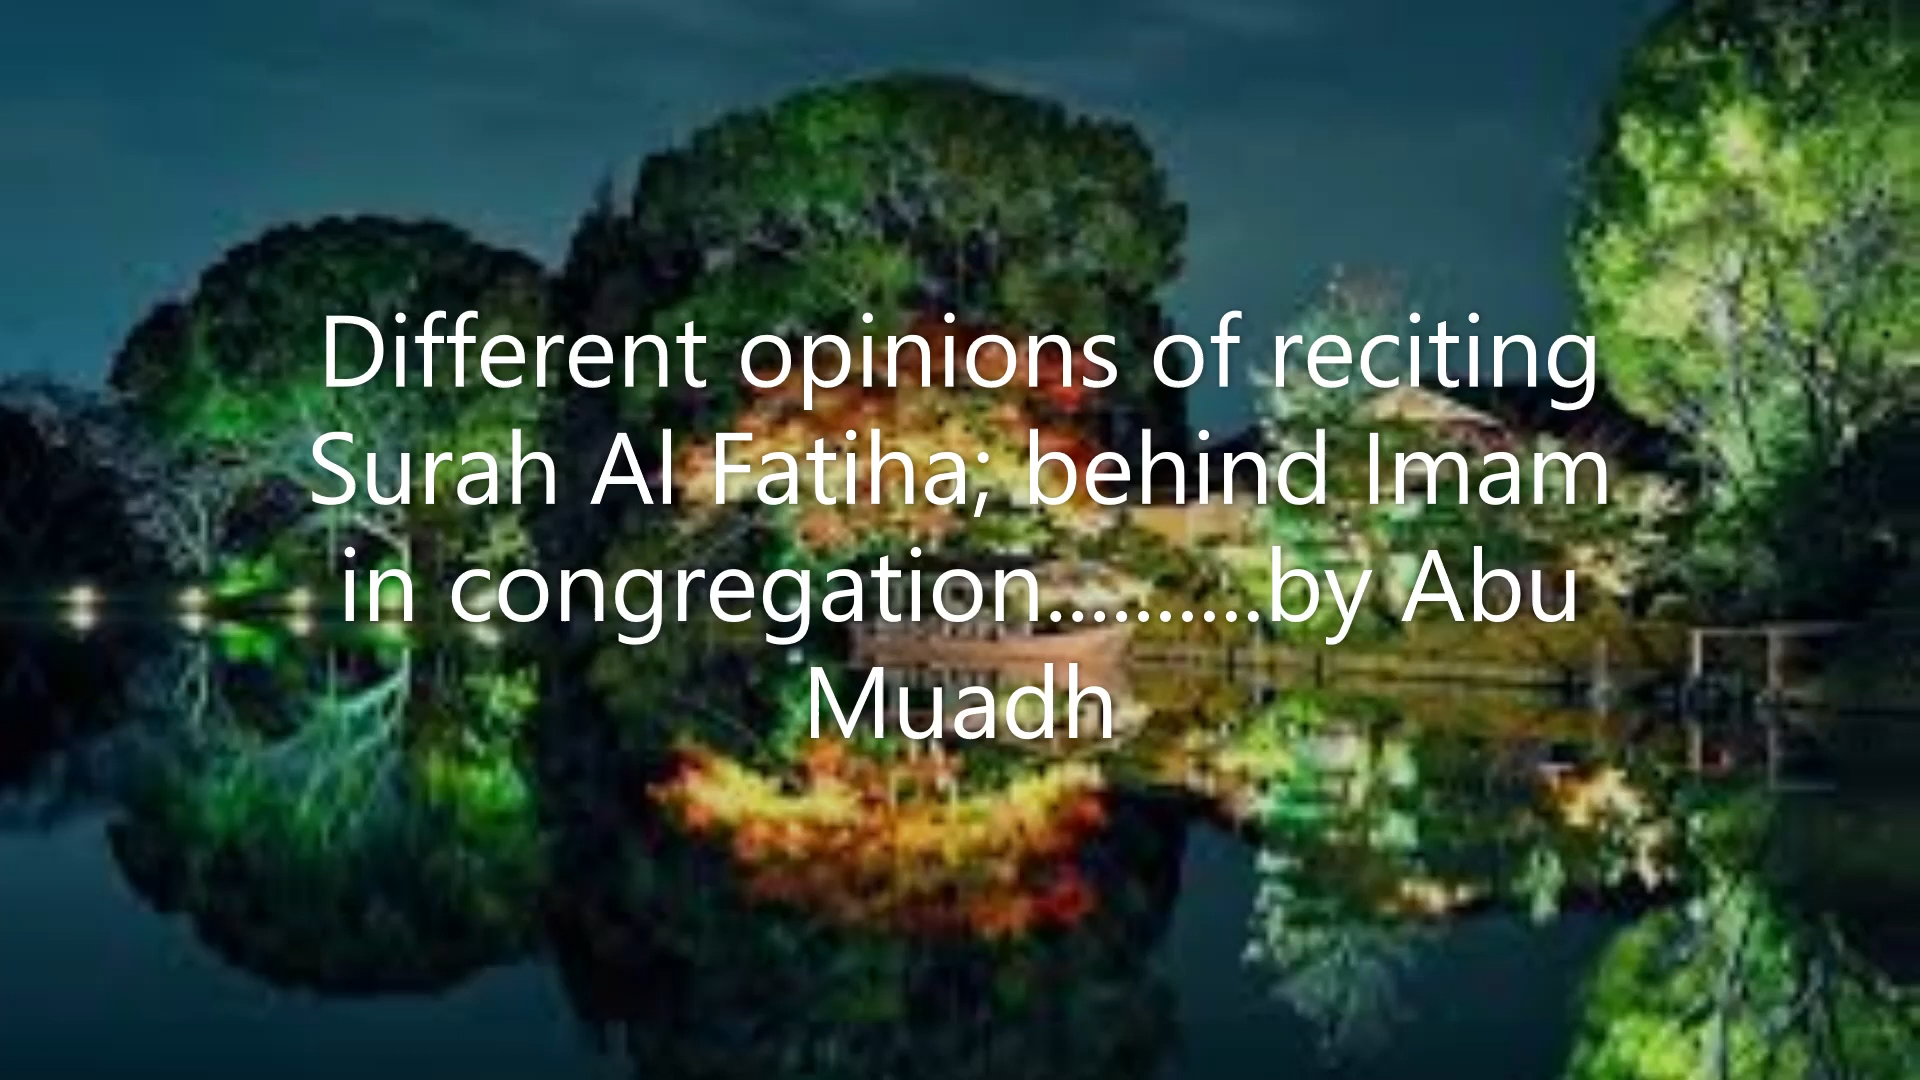 Different opinions of reciting
Surah Al Fatiha; behind Imam
in congregation..........by Abu
Muadh